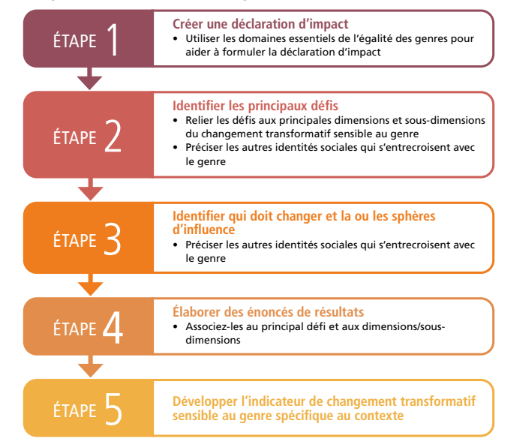 ÉTAPE 1
Créer une déclaration d’impact
• Utiliser les domaines essentiels de l’égalité des genres pour
aider à formuler la déclaration d’impact
ÉTAPE 2
Identifier les principaux défis
• Relier les défis aux principales dimensions et sous-dimensions
du changement transformatif sensible au genre
• Préciser les autres identités sociales qui s’entrecroisent avec
le genre
ÉTAPE 3
Identifier qui doit changer et la ou les sphères
d’influence
• Préciser les autres identités sociales qui s’entrecroisent avec
le genre
ÉTAPE 4
Élaborer des énoncés de résultats
• Associez-les au principal défi et aux dimensions/sous-
dimensions
ÉTAPE 5
Développer l’indicateur de changement transformatif
sensible au genre spécifique au contexte